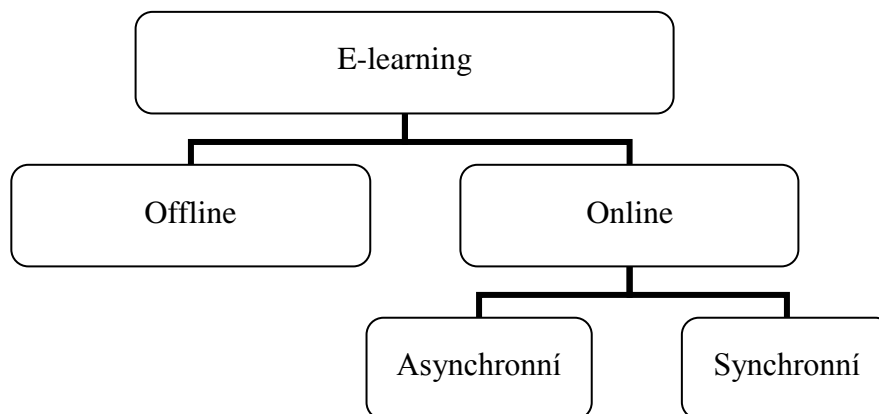 E-learning
Offline
Online
Asynchronní
Synchronní